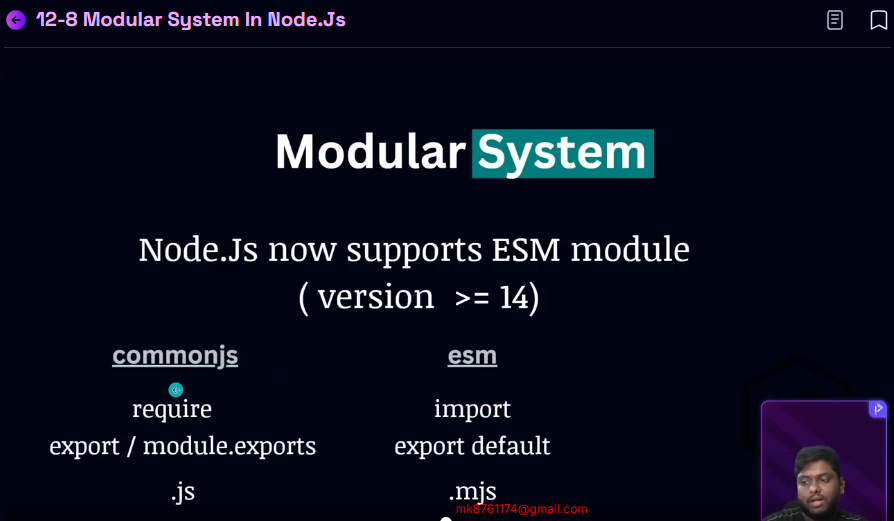 12-8 Modular System In Node.Js
Modular System
Node.Js now supports ESM module
( version >= 14)
commonjs esm
require import
export / module.exports export default
.js .mjs
mk8761174@gmail.com